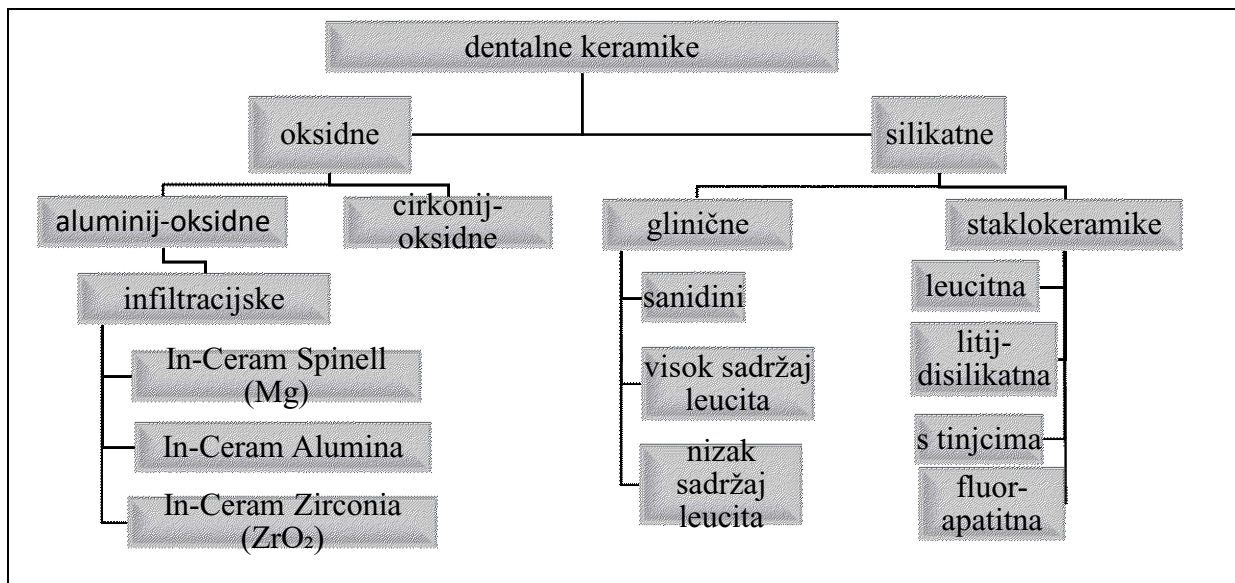 dentalne keramike
oksidne
silikatne
aluminij-oksidne
cirkonij-
oksidne
glinične
staklokeramike
infiltracijske
sanidini
leucitna
In-Ceram Spinell
(Mg)
visok sadržaj
leucita
litij-
disilikatna
In-Ceram Alumina
s tinjcima
nizak
sadržaj
leucita
fluor-
apatitna
In-Ceram Zirconia
(ZrO₂)